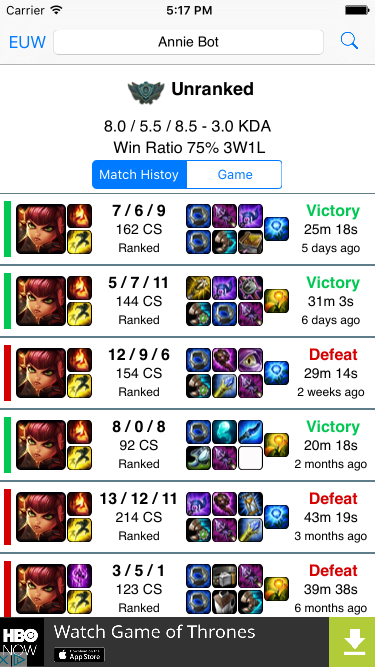 Carrier 5:17 PM
EUW Annie Bot
Unranked
8.0 / 5.5 / 8.5 - 3.0 KDA
Win Ratio 75% 3W1L
Match Histoy Game
7 / 6 / 9 Victory
162 CS 25m 18s
Ranked 5 days ago
5 / 7 / 11 Victory
144 CS 31m 3s
Ranked 6 days ago
12 / 9 / 6 Defeat
154 CS 29m 14s
Ranked 2 weeks ago
8 / 0 / 8 Victory
92 CS 20m 18s
Ranked 2 months ago
13 / 12 / 11 Defeat
214 CS 43m 19s
Ranked 3 months ago
3 / 5 / 1 Defeat
123 CS 39m 38s
Ranked 6 months ago
HBO NOW Watch Game of Thrones
Download on the
App Store